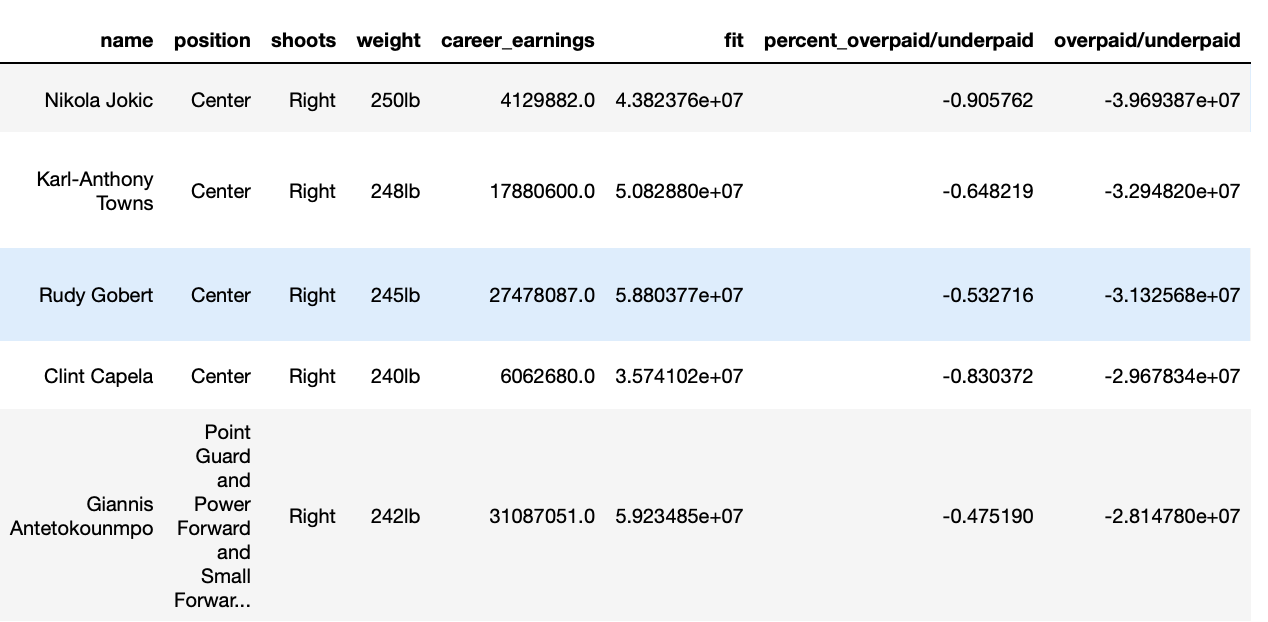 name position shoots weight career_earnings fit percent_overpaid/underpaid overpaid/underpaid
Nikola Jokic Center Right 250lb 4129882.0 4.382376e+07 -0.905762 -3.969387e+07
Karl-Anthony
Towns Center Right 248lb 17880600.0 5.082880e+07 -0.648219 -3.294820e+07
Rudy Gobert Center Right 245lb 27478087.0 5.880377e+07 -0.532716 -3.132568e+07
Clint Capela Center Right 240lb 6062680.0 3.574102e+07 -0.830372 -2.967834e+07
Giannis
Antetokounmpo
Point
Guard
and
Power
Forward
and
Small
Forwar...
Right 242lb 31087051.0 5.923485e+07 -0.475190 -2.814780e+07